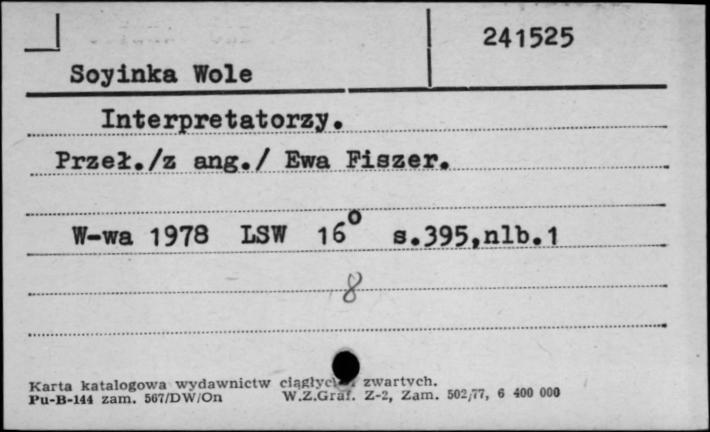 241525
Soyinka Wole
Interpretatorzy.
Przeł./z ang./ Ewa Fiszer.
W-wa 1978 LSW 16° s.395,nlb.1
8
Karta katalogowa wydawnictw ciągłych zwartych.
Pu-B-144 zam. 567/DW/On W.Z.Graf. Z-2, Zam. 502/77, 6 400 000